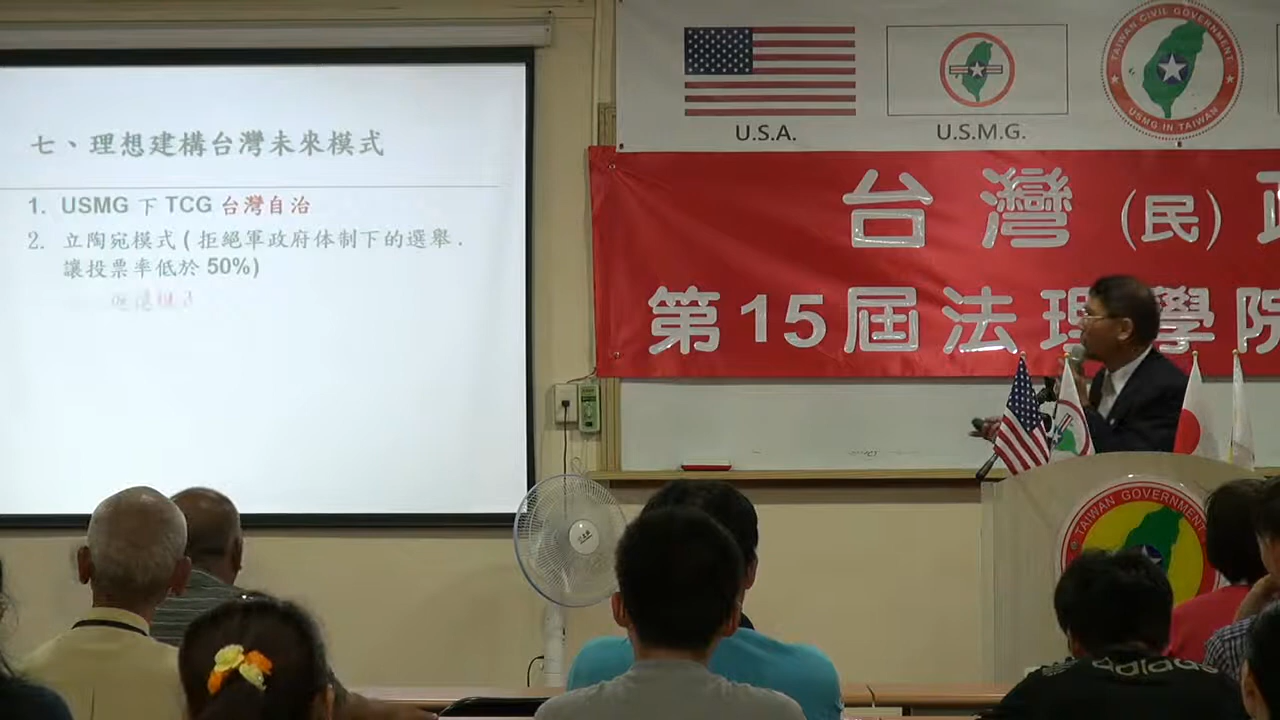 七、理想建構台灣未來模式
1. USMG 下 TCG 台灣自治
2. 立陶宛模式(拒絕軍政府体制下的選舉.
讓投票率低於 50%)
U.S.A.
U.S.M.G.
TAIWAN CIVIL GOVERNMENT
USMG IN TAIWAN
台灣(民)政
第15屆法理學院
TAIWAN GOVERNMENT
adidas